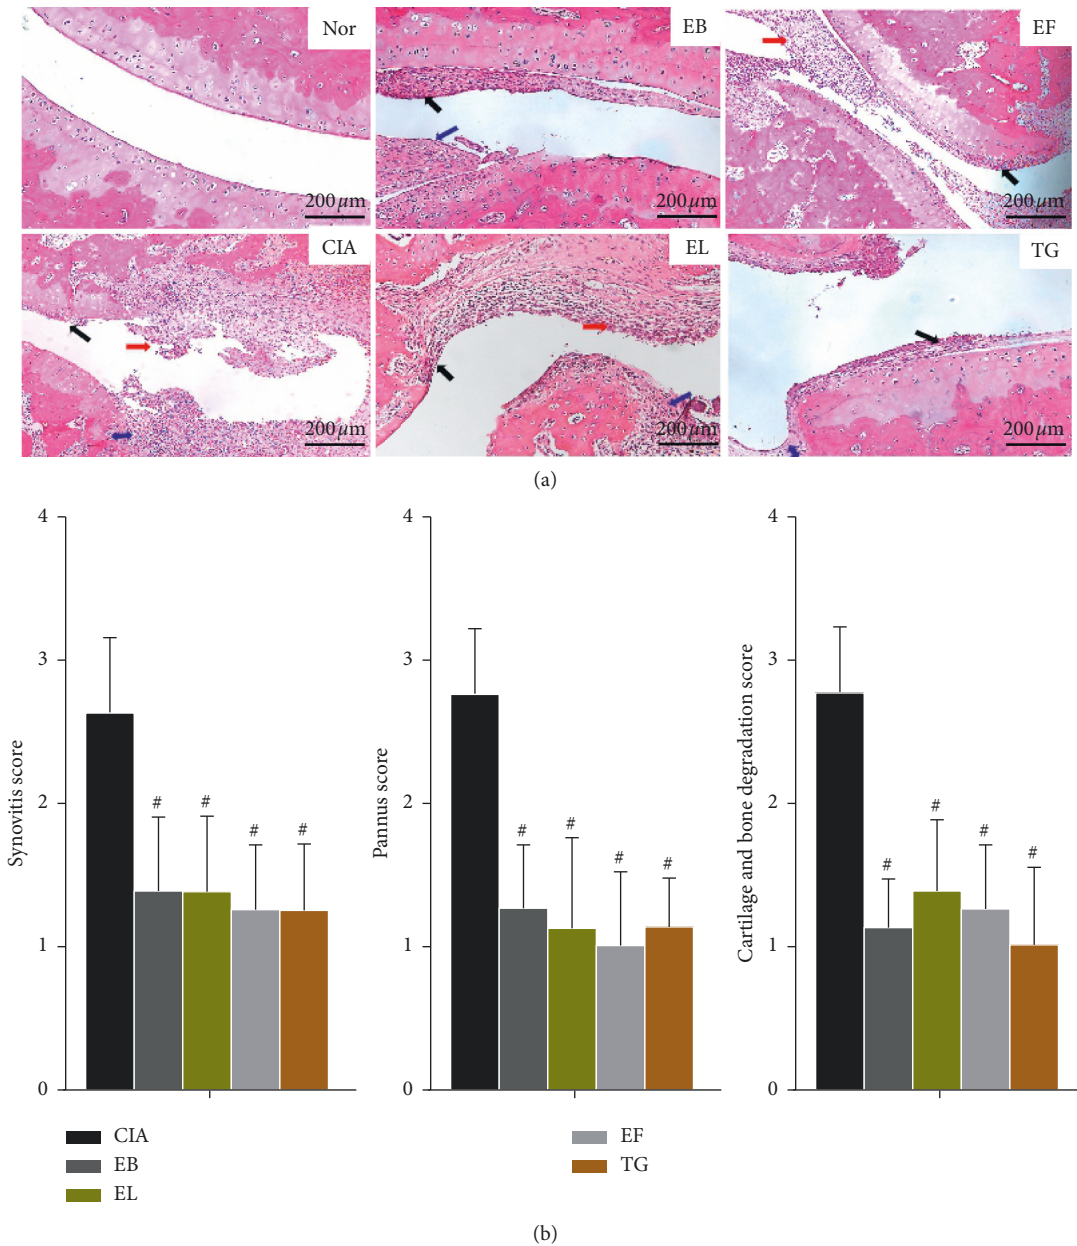 Nor
EB
EF
200 μm
200 μm
200 μm
CIA
EL
TG
200 μm
200 μm
200 μm
(a)
4
3
2
1
0
Synovitis score
#
#
#
#
4
3
2
1
0
Pannus score
#
#
#
#
4
3
2
1
0
Cartilage and bone degradation score
#
#
#
#
CIA
EB
EL
EF
TG
(b)